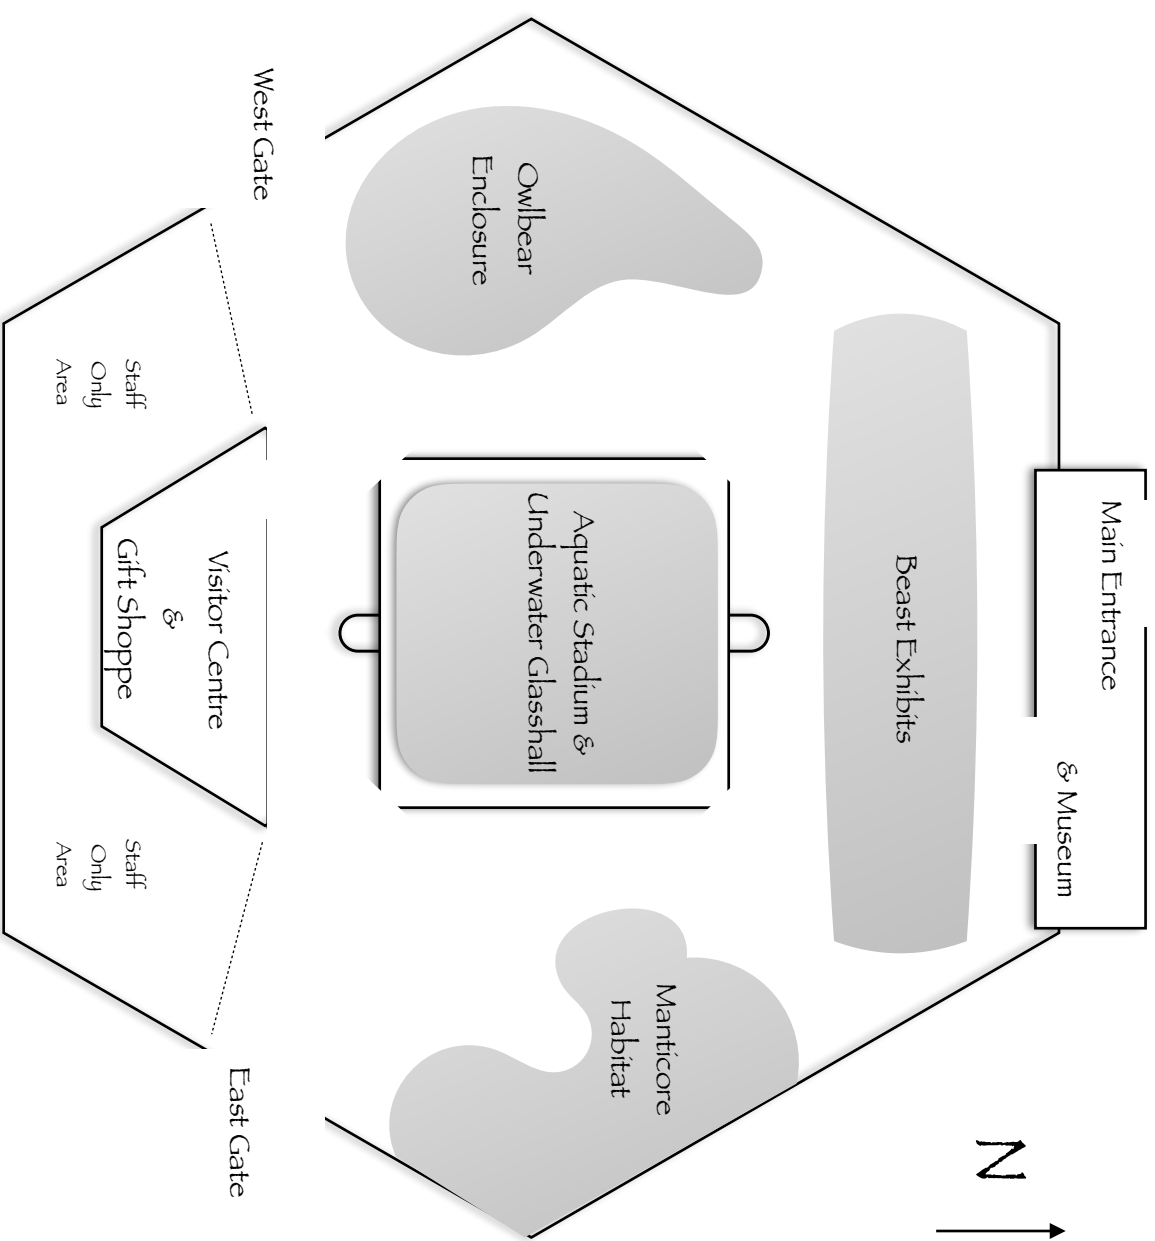 Main Entrance
& Museum
N
Beast Exhibits
Owlbear
Enclosure
Aquatic Stadium &
Underwater Glasshall
Manticore
Habitat
West Gate
East Gate
Visitor Centre
&
Gift Shoppe
Staff
Only
Area
Staff
Only
Area